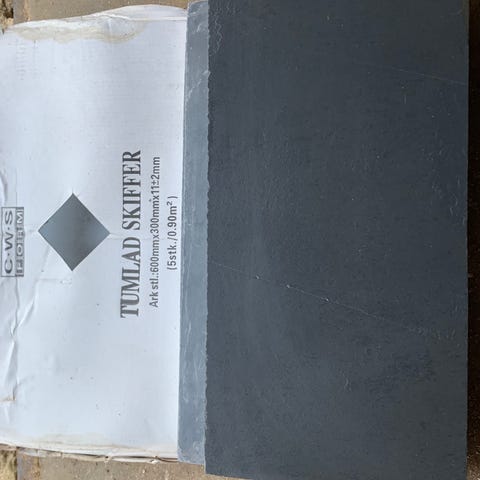 C·W·S
FORM
TUMLAD SKIFFER
Ark stl.:600mmx300mmx11±2mm
(5stk./0.90m²)